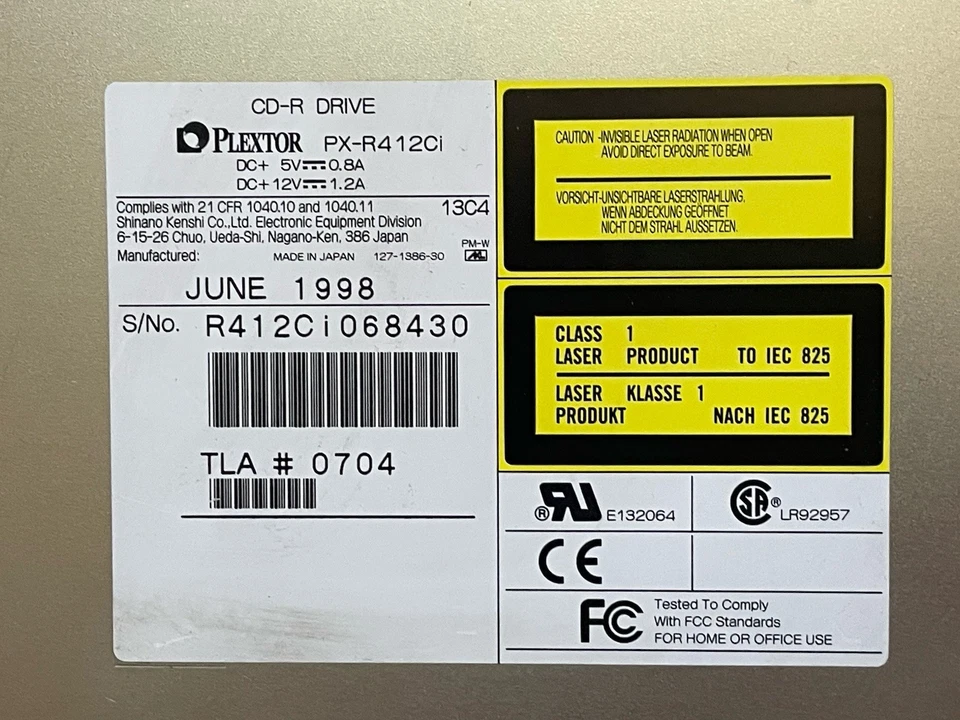 CD-R DRIVE
PLEXTOR PX-R412Ci
DC+ 5V⎓0.8A
DC+12V⎓1.2A
Complies with 21 CFR 1040.10 and 1040.11 13C4
Shinano Kenshi Co.,Ltd. Electronic Equipment Division
6-15-26 Chuo, Ueda-Shi, Nagano-Ken, 386 Japan
PM-W
Manufactured: MADE IN JAPAN 127-1386-30
JUNE 1998
S/No. R412Ci068430
TLA # 0704
CAUTION -INVISIBLE LASER RADIATION WHEN OPEN
AVOID DIRECT EXPOSURE TO BEAM.
VORSICHT-UNSICHTBARE LASERSTRAHLUNG,
WENN ABDECKUNG GEÖFFNET
NICHT DEM STRAHL AUSSETZEN.
CLASS 1
LASER PRODUCT TO IEC 825
LASER KLASSE 1
PRODUKT NACH IEC 825
® RU E132064
SA ® LR92957
CE
FC Tested To Comply
With FCC Standards
FOR HOME OR OFFICE USE